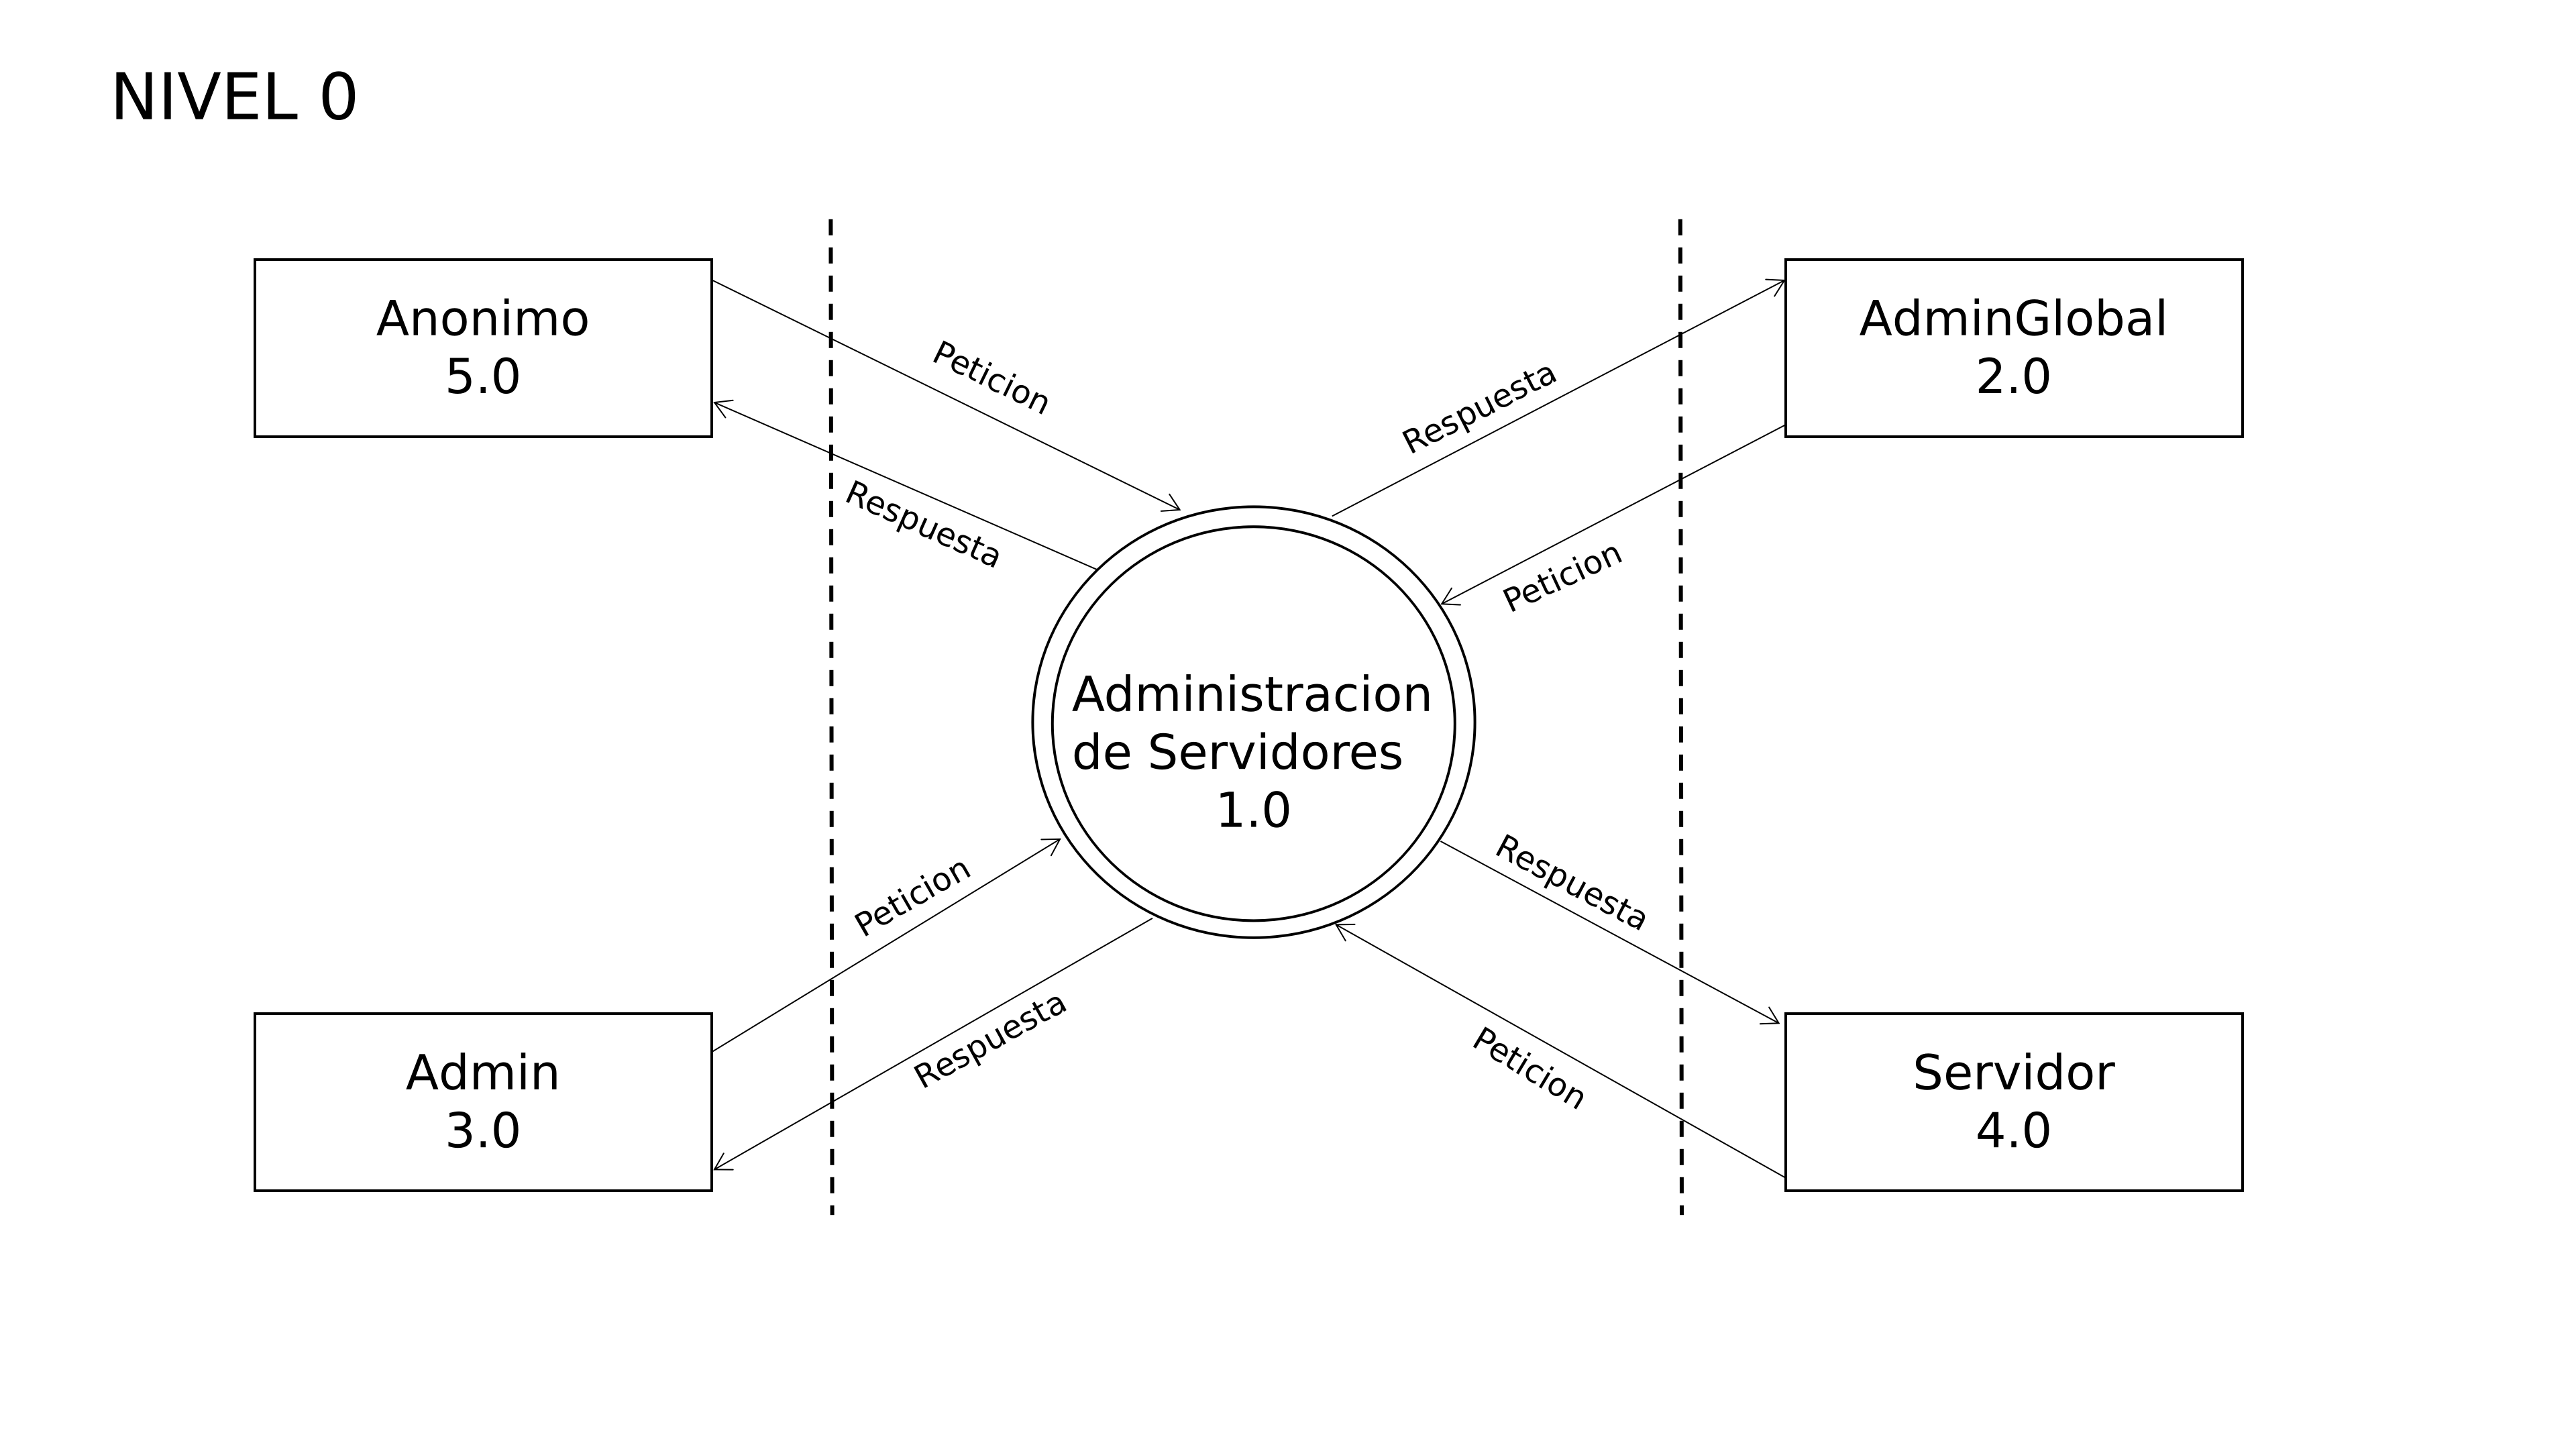 NIVEL 0
Anonimo
5.0
AdminGlobal
2.0
Peticion
Respuesta
Respuesta
Peticion
Administracion
de Servidores
1.0
Peticion
Respuesta
Respuesta
Peticion
Admin
3.0
Servidor
4.0